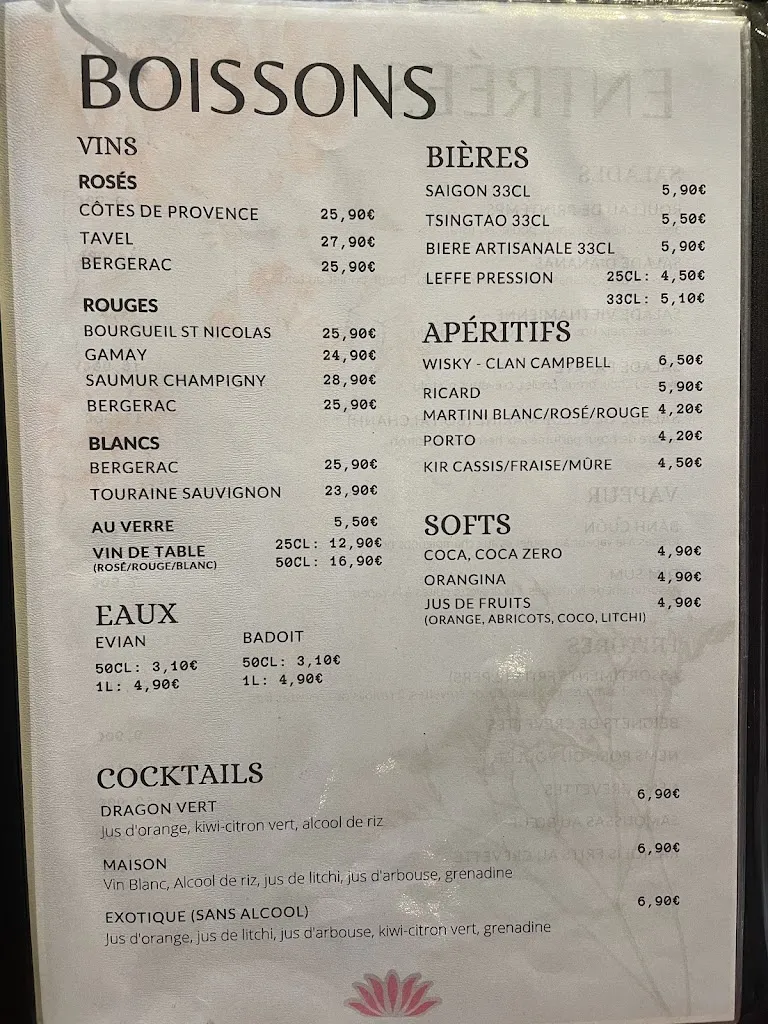 BOISSONS
VINS
ROSÉS
CÔTES DE PROVENCE 25,90€
TAVEL 27,90€
BERGERAC 25,90€
ROUGES
BOURGUEIL ST NICOLAS 25,90€
GAMAY 24,90€
SAUMUR CHAMPIGNY 28,90€
BERGERAC 25,90€
BLANCS
BERGERAC 25,90€
TOURAINE SAUVIGNON 23,90€
AU VERRE 5,50€
VIN DE TABLE 25CL: 12,90€
(ROSÉ/ROUGE/BLANC) 50CL: 16,90€
EAUX
EVIAN
50CL: 3,10€
1L: 4,90€
BADOIT
50CL: 3,10€
1L: 4,90€
BIÈRES
SAIGON 33CL 5,90€
TSINGTAO 33CL 5,50€
BIERE ARTISANALE 33CL 5,90€
LEFFE PRESSION 25CL: 4,50€
33CL: 5,10€
APÉRITIFS
WISKY - CLAN CAMPBELL 6,50€
RICARD 5,90€
MARTINI BLANC/ROSÉ/ROUGE 4,20€
PORTO 4,20€
KIR CASSIS/FRAISE/MÛRE 4,50€
SOFTS
COCA, COCA ZERO 4,90€
ORANGINA 4,90€
JUS DE FRUITS 4,90€
(ORANGE, ABRICOTS, COCO, LITCHI)
COCKTAILS
DRAGON VERT 6,90€
Jus d'orange, kiwi-citron vert, alcool de riz
MAISON 6,90€
Vin Blanc, Alcool de riz, jus de litchi, jus d'arbouse, grenadine
EXOTIQUE (SANS ALCOOL) 6,90€
Jus d'orange, jus de litchi, jus d'arbouse, kiwi-citron vert, grenadine